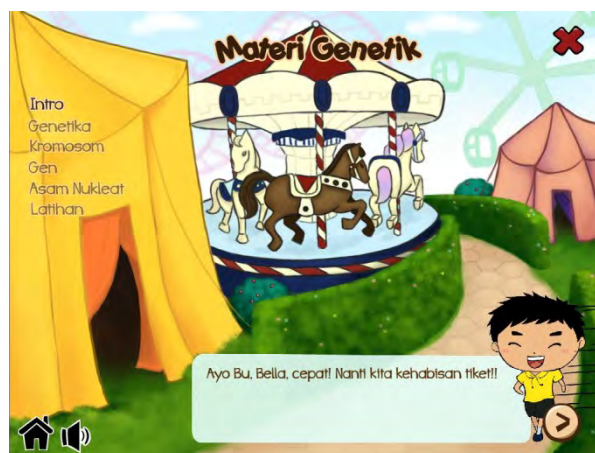 Materi Genetik
Intro
Genetika
Kromosom
Gen
Asam Nukleat
Latihan
Ayo Bu, Bella, cepat! Nanti kita kehabisan tiket!!